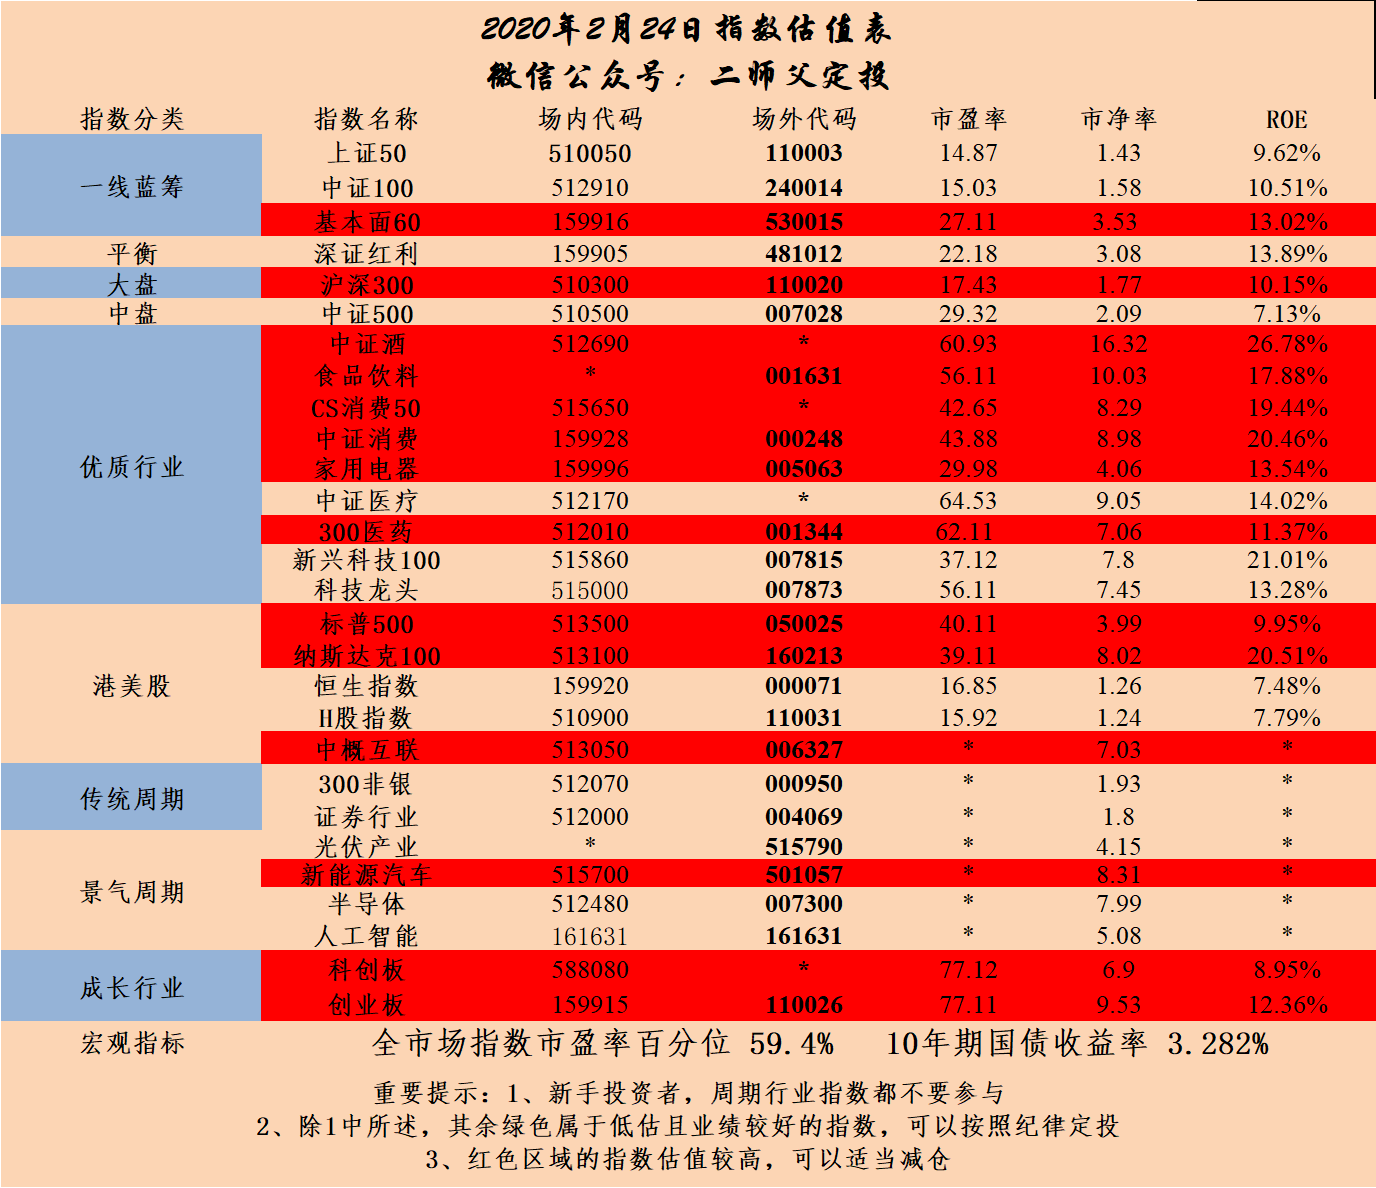 2020年2月24日指数估值表
微信公众号：二师父定投
指数分类 指数名称 场内代码 场外代码 市盈率 市净率 ROE
一线蓝筹
上证50 510050 110003 14.87 1.43 9.62%
中证100 512910 240014 15.03 1.58 10.51%
基本面60 159916 530015 27.11 3.53 13.02%
平衡 深证红利 159905 481012 22.18 3.08 13.89%
大盘 沪深300 510300 110020 17.43 1.77 10.15%
中盘 中证500 510500 007028 29.32 2.09 7.13%
优质行业
中证酒 512690 * 60.93 16.32 26.78%
食品饮料 * 001631 56.11 10.03 17.88%
CS消费50 515650 * 42.65 8.29 19.44%
中证消费 159928 000248 43.88 8.98 20.46%
家用电器 159996 005063 29.98 4.06 13.54%
中证医疗 512170 * 64.53 9.05 14.02%
300医药 512010 001344 62.11 7.06 11.37%
新兴科技100 515860 007815 37.12 7.8 21.01%
科技龙头 515000 007873 56.11 7.45 13.28%
港美股
标普500 513500 050025 40.11 3.99 9.95%
纳斯达克100 513100 160213 39.11 8.02 20.51%
恒生指数 159920 000071 16.85 1.26 7.48%
H股指数 510900 110031 15.92 1.24 7.79%
中概互联 513050 006327 * 7.03 *
传统周期
300非银 512070 000950 * 1.93 *
证券行业 512000 004069 * 1.8 *
景气周期
光伏产业 * 515790 * 4.15 *
新能源汽车 515700 501057 * 8.31 *
半导体 512480 007300 * 7.99 *
人工智能 161631 161631 * 5.08 *
成长行业
科创板 588080 * 77.12 6.9 8.95%
创业板 159915 110026 77.11 9.53 12.36%
宏观指标 全市场指数市盈率百分位 59.4% 10年期国债收益率 3.282%
重要提示：1、新手投资者，周期行业指数都不要参与
2、除1中所述，其余绿色属于低估且业绩较好的指数，可以按照纪律定投
3、红色区域的指数估值较高，可以适当减仓